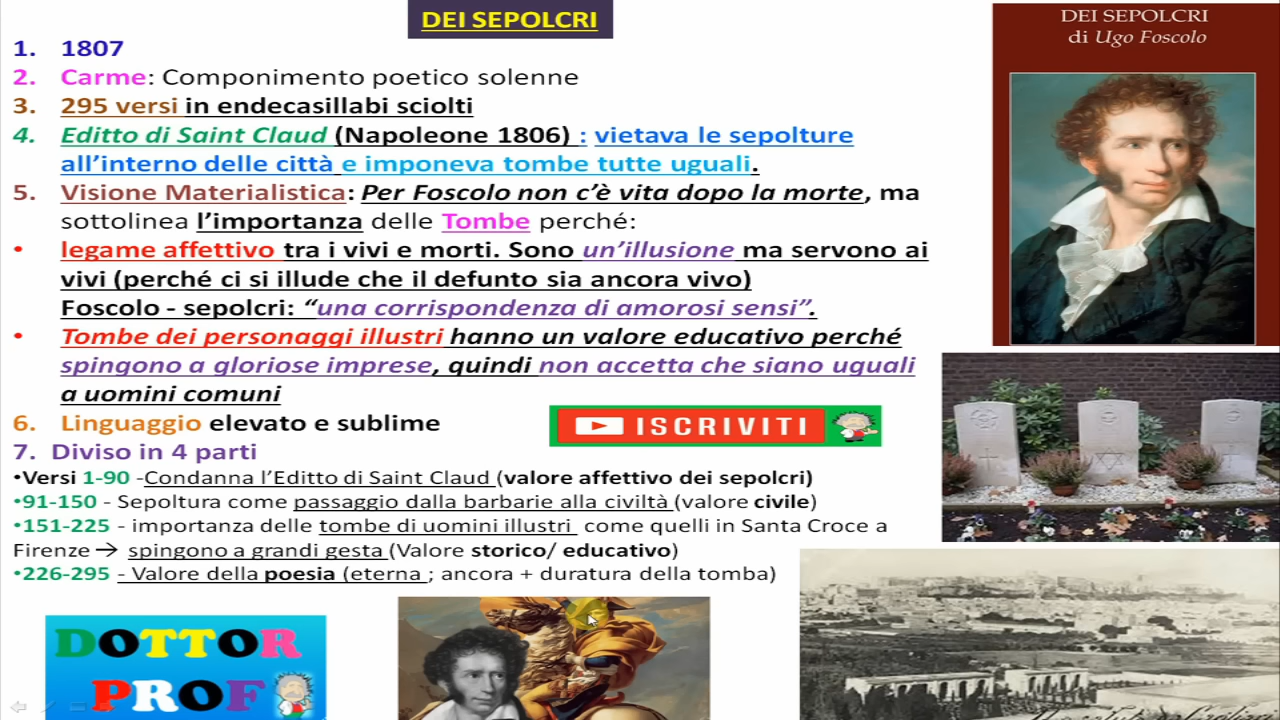 DEI SEPOLCRI
1. 1807
2. Carme: Componimento poetico solenne
3. 295 versi in endecasillabi sciolti
4. Editto di Saint Claud (Napoleone 1806) : vietava le sepolture
all’interno delle città e imponeva tombe tutte uguali.
5. Visione Materialistica: Per Foscolo non c’è vita dopo la morte, ma
sottolinea l’importanza delle Tombe perché:
• legame affettivo tra i vivi e morti. Sono un’illusione ma servono ai
vivi (perché ci si illude che il defunto sia ancora vivo)
Foscolo - sepolcri: “una corrispondenza di amorosi sensi”.
• Tombe dei personaggi illustri hanno un valore educativo perché
spingono a gloriose imprese, quindi non accetta che siano uguali
a uomini comuni
6. Linguaggio elevato e sublime
7. Diviso in 4 parti
•Versi 1-90 -Condanna l’Editto di Saint Claud (valore affettivo dei sepolcri)
•91-150 - Sepoltura come passaggio dalla barbarie alla civiltà (valore civile)
•151-225 - importanza delle tombe di uomini illustri come quelli in Santa Croce a
Firenze → spingono a grandi gesta (Valore storico/ educativo)
•226-295 - Valore della poesia (eterna ; ancora + duratura della tomba)
DEI SEPOLCRI
di Ugo Foscolo
ISCRIVITI
DOTTOR
PROF